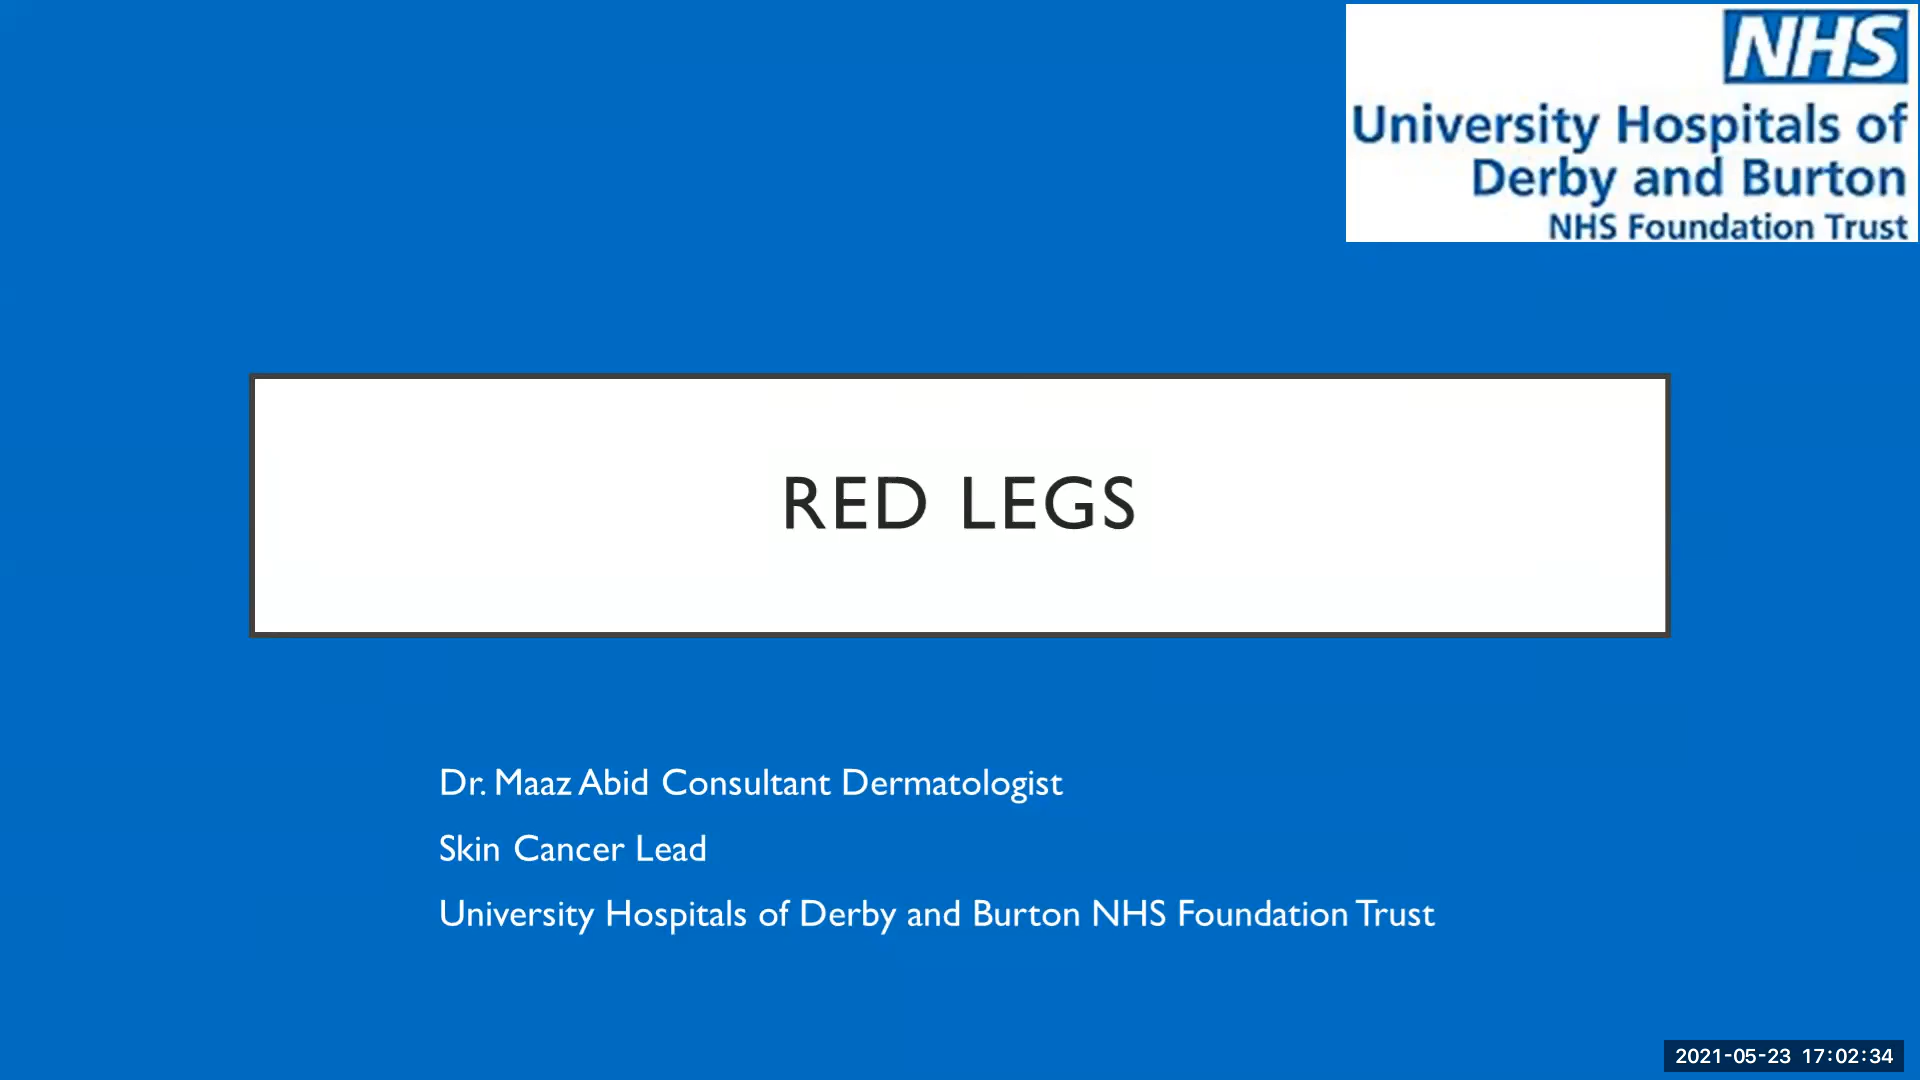 NHS
University Hospitals of
Derby and Burton
NHS Foundation Trust
RED LEGS
Dr. Maaz Abid Consultant Dermatologist
Skin Cancer Lead
University Hospitals of Derby and Burton NHS Foundation Trust
2021-05-23 17:02:34